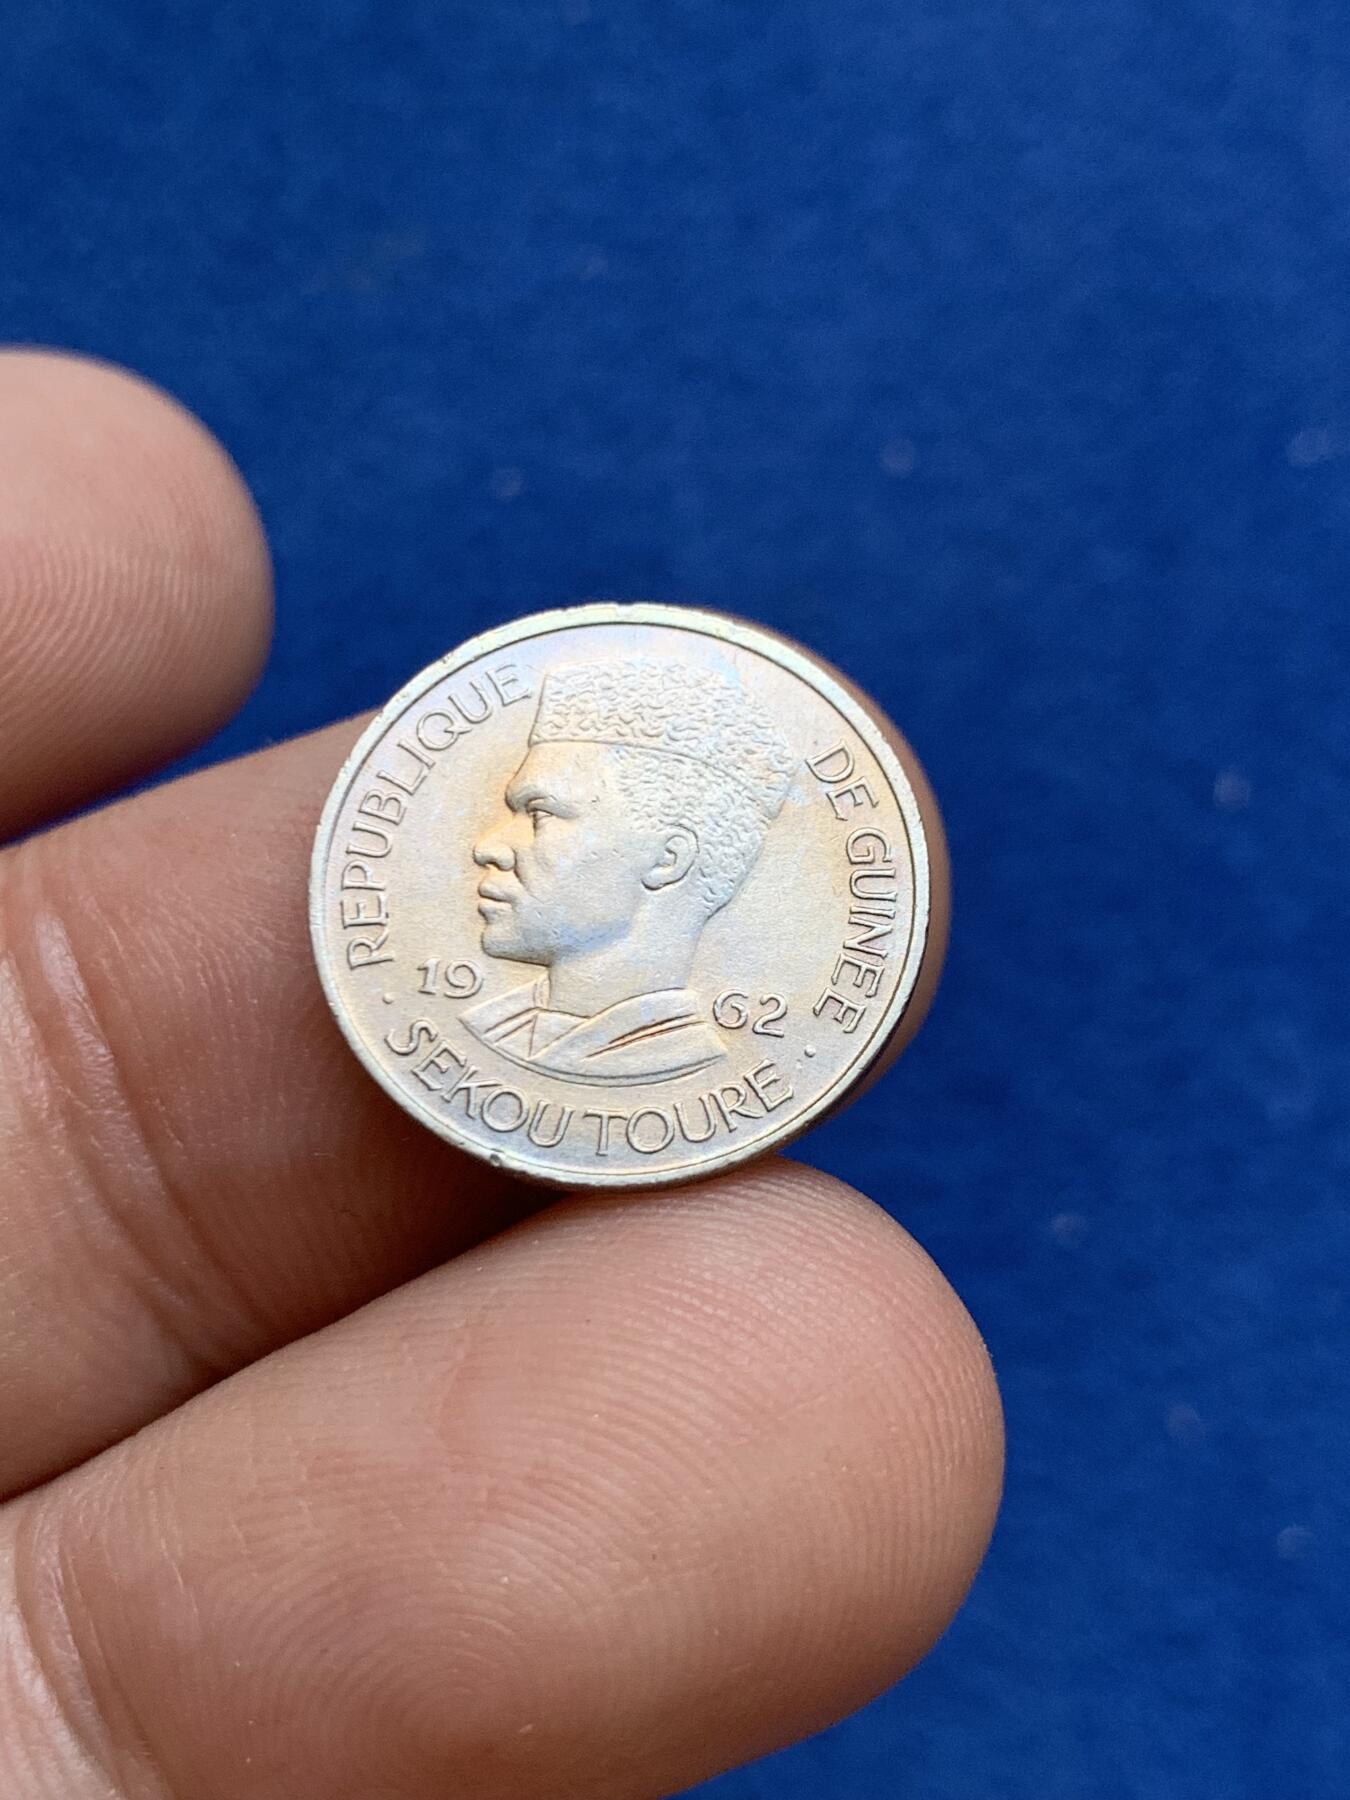 REPUBLIQUE DE GUINEE
19 62
· SEKOU TOURE ·